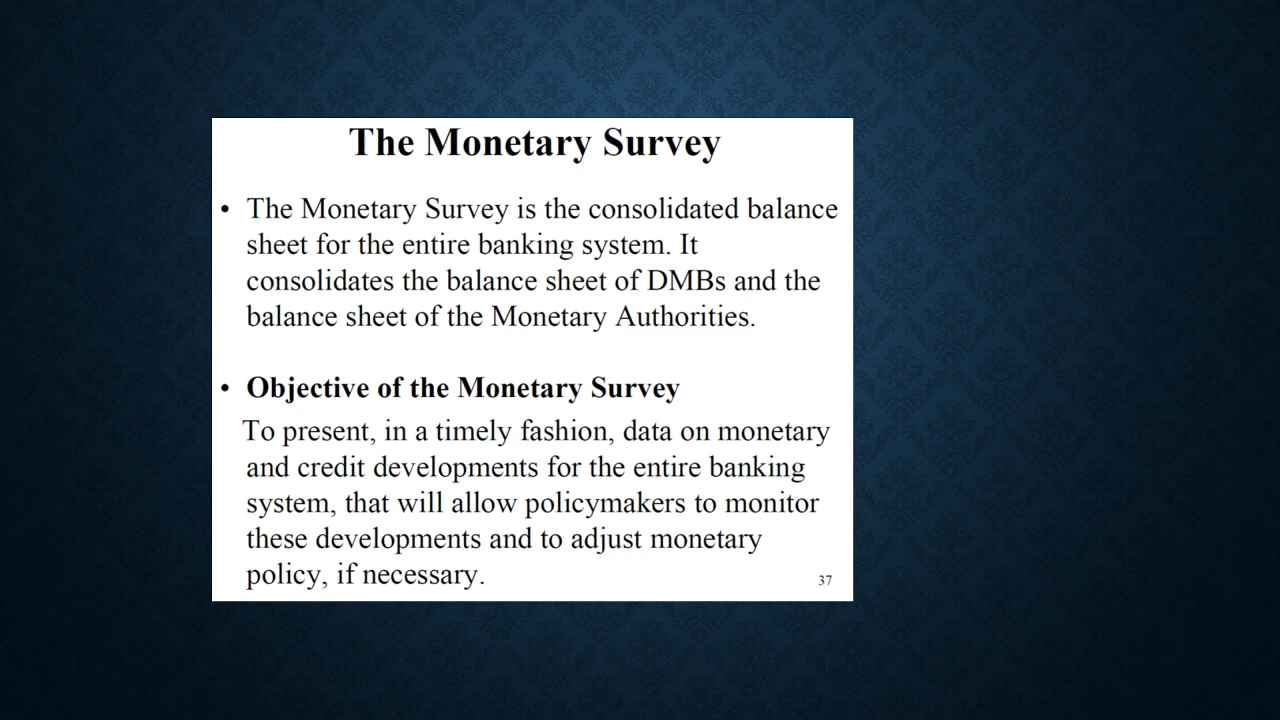 The Monetary Survey
• The Monetary Survey is the consolidated balance
sheet for the entire banking system. It
consolidates the balance sheet of DMBs and the
balance sheet of the Monetary Authorities.
• Objective of the Monetary Survey
To present, in a timely fashion, data on monetary
and credit developments for the entire banking
system, that will allow policymakers to monitor
these developments and to adjust monetary
policy, if necessary.
37